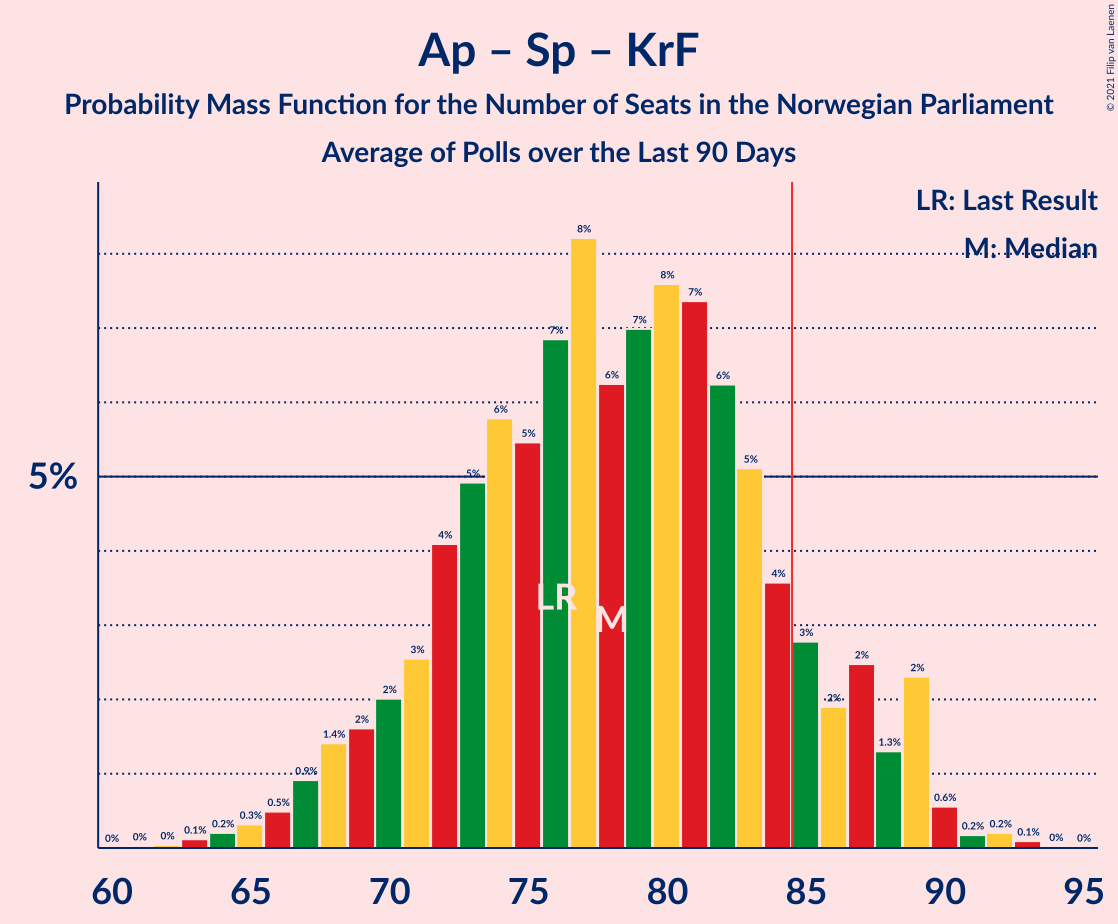 Ap – Sp – KrF
Probability Mass Function for the Number of Seats in the Norwegian Parliament
Average of Polls over the Last 90 Days
© 2021 Filip van Laenen
LR: Last Result
M: Median
5%
0% 0% 0% 0.1% 0.2% 0.3% 0.5% 0.9% 1.4% 2% 2% 3% 4% 5% 6% 5% 7% 8% 6% 7% 8% 7% 6% 5% 4% 3% 2% 2% 1.3% 2% 0.6% 0.2% 0.2% 0.1% 0% 0%
LR
M
60 65 70 75 80 85 90 95